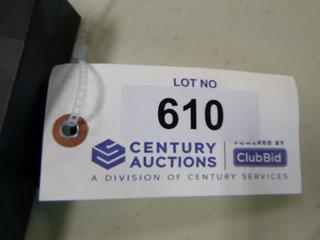 LOT NO
610
CENTURY
AUCTIONS
POWERED BY
ClubBid
A DIVISION OF CENTURY SERVICES